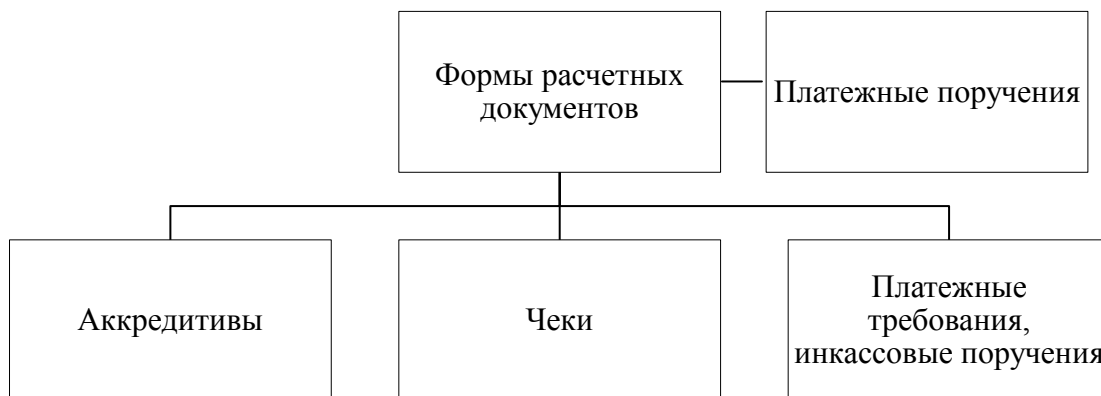 Формы расчетных
документов
Платежные поручения
Аккредитивы
Чеки
Платежные
требования,
инкассовые поручения